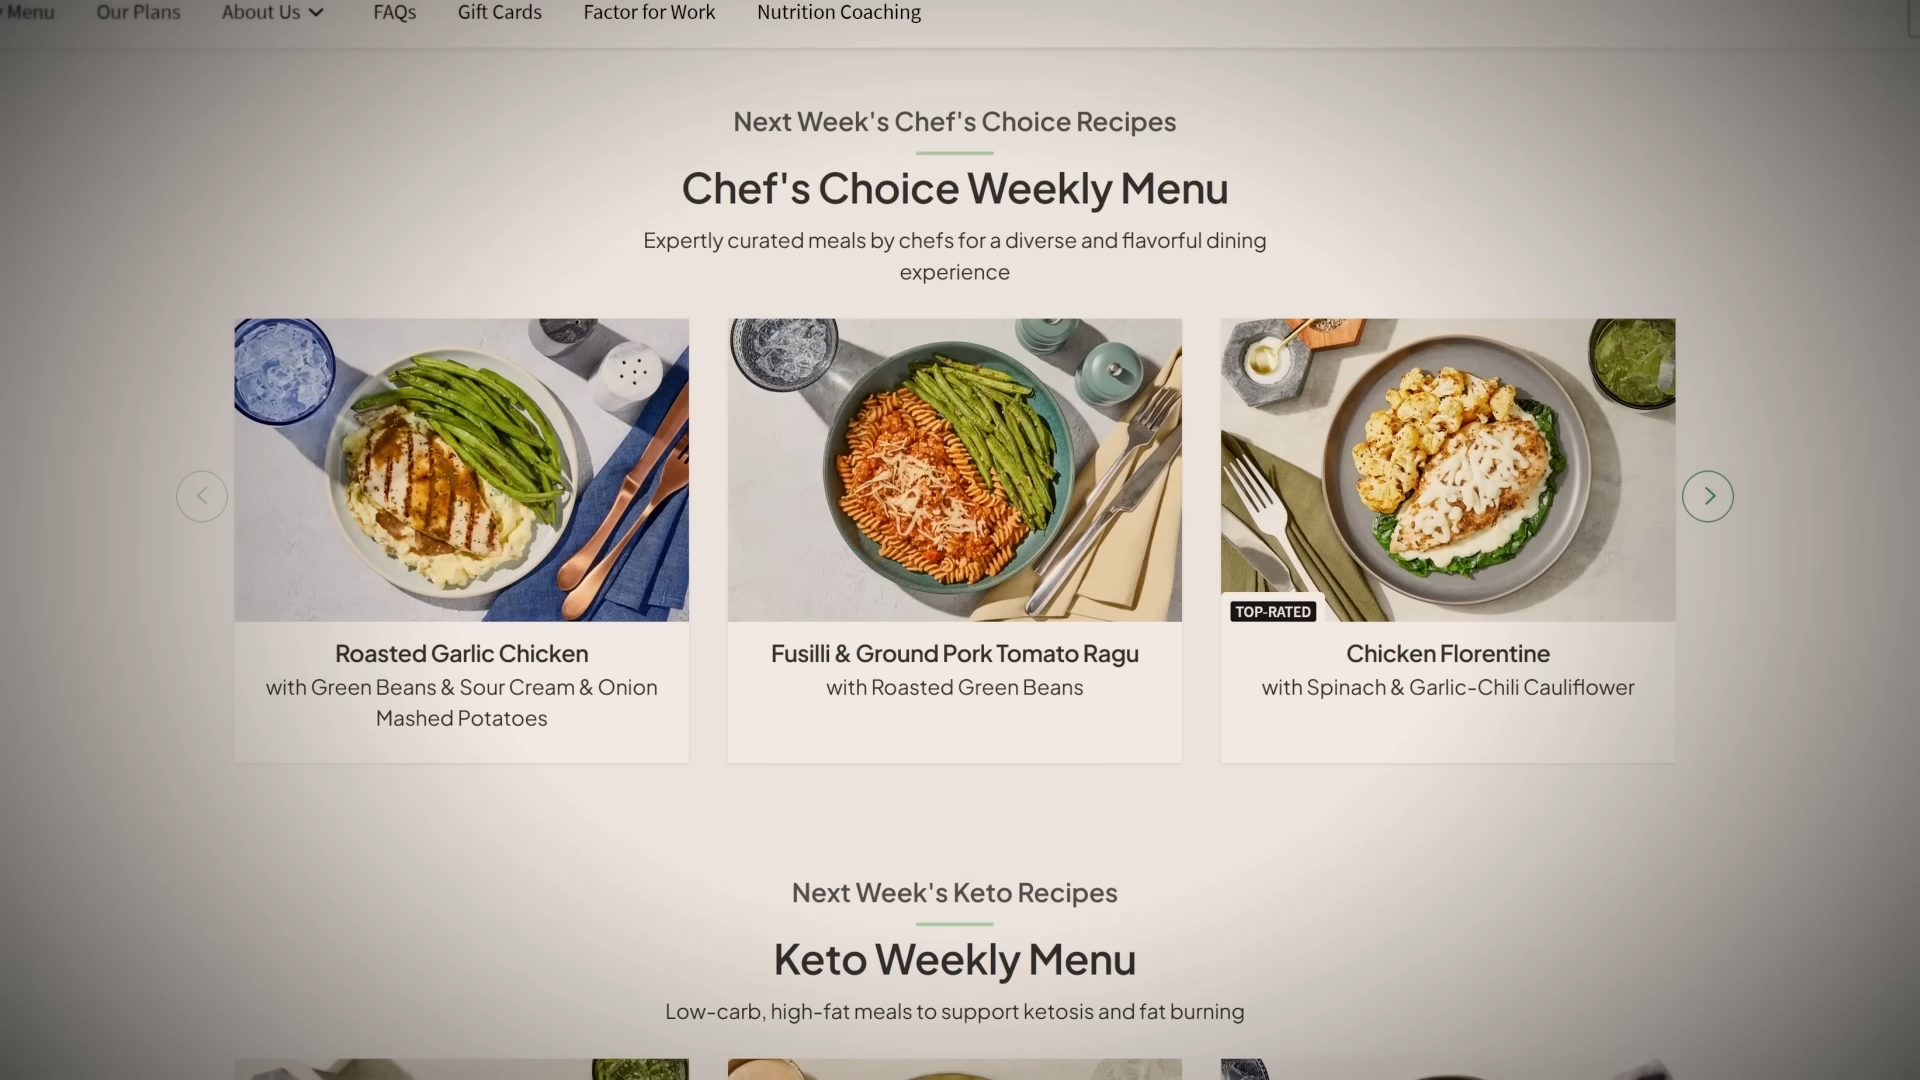 Menu Our Plans About Us FAQs Gift Cards Factor for Work Nutrition Coaching
Next Week's Chef's Choice Recipes
Chef's Choice Weekly Menu
Expertly curated meals by chefs for a diverse and flavorful dining
experience
TOP-RATED
Roasted Garlic Chicken
with Green Beans & Sour Cream & Onion
Mashed Potatoes
Fusilli & Ground Pork Tomato Ragu
with Roasted Green Beans
Chicken Florentine
with Spinach & Garlic-Chili Cauliflower
Next Week's Keto Recipes
Keto Weekly Menu
Low-carb, high-fat meals to support ketosis and fat burning